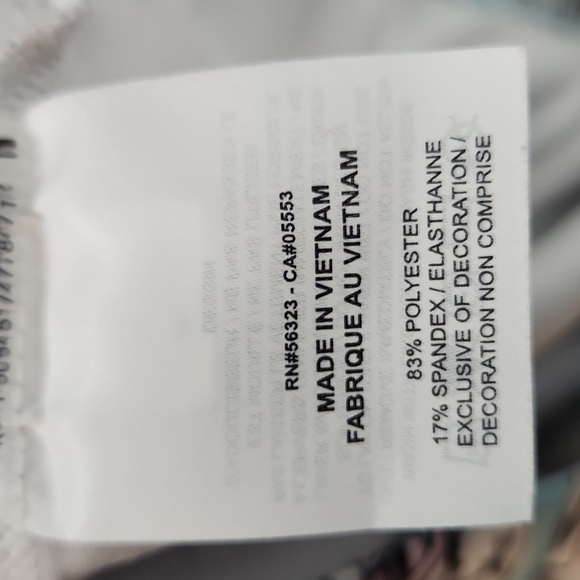 RN#56323 - CA#05553
MADE IN VIETNAM
FABRIQUE AU VIETNAM
83% POLYESTER
17% SPANDEX / ELASTHANNE
EXCLUSIVE OF DECORATION /
DECORATION NON COMPRISE